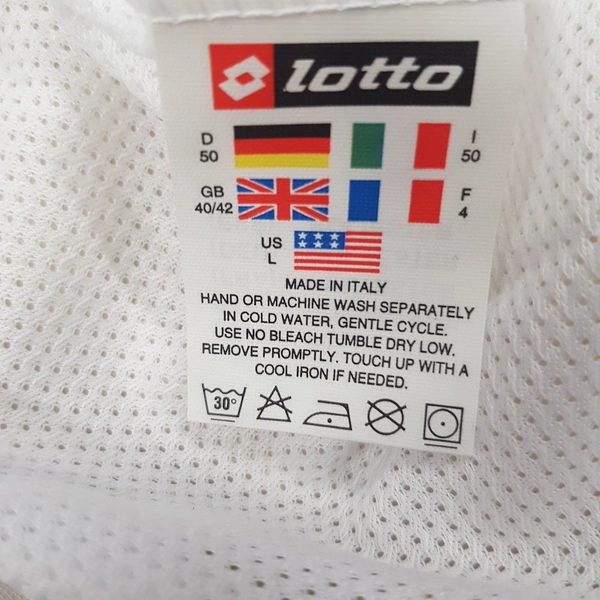 lotto
D 50 I 50
GB 40/42 F 4
US L
MADE IN ITALY
HAND OR MACHINE WASH SEPARATELY
IN COLD WATER, GENTLE CYCLE.
USE NO BLEACH TUMBLE DRY LOW.
REMOVE PROMPTLY. TOUCH UP WITH A
COOL IRON IF NEEDED.
30°